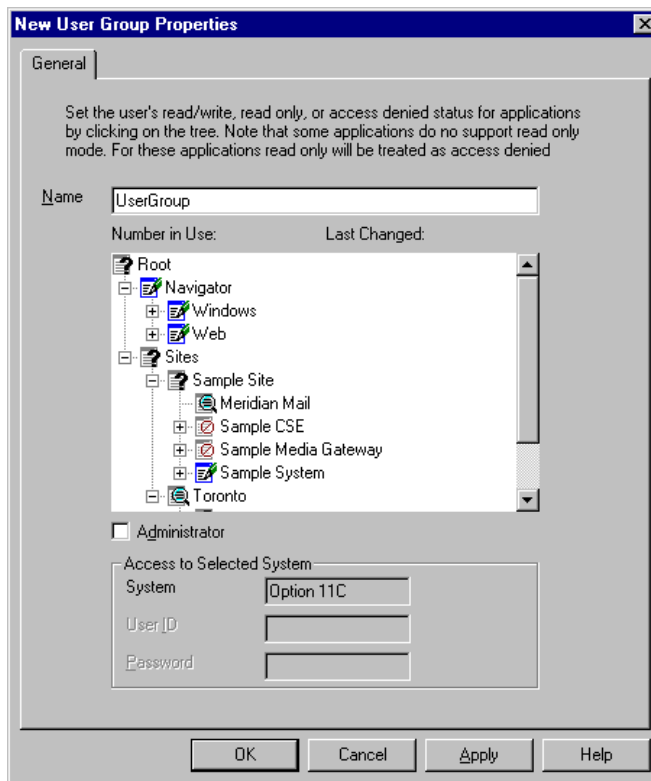 New User Group Properties
General
Set the user's read/write, read only, or access denied status for applications
by clicking on the tree. Note that some applications do no support read only
mode. For these applications read only will be treated as access denied
Name
UserGroup
Number in Use: Last Changed:
Root
Navigator
Windows
Web
Sites
Sample Site
Meridian Mail
Sample CSE
Sample Media Gateway
Sample System
Toronto
Administrator
Access to Selected System
System Option 11C
User ID
Password
OK Cancel Apply Help